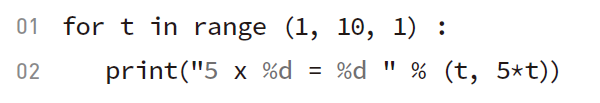 01 for t in range (1, 10, 1) :
02 print("5 x %d = %d " % (t, 5*t))